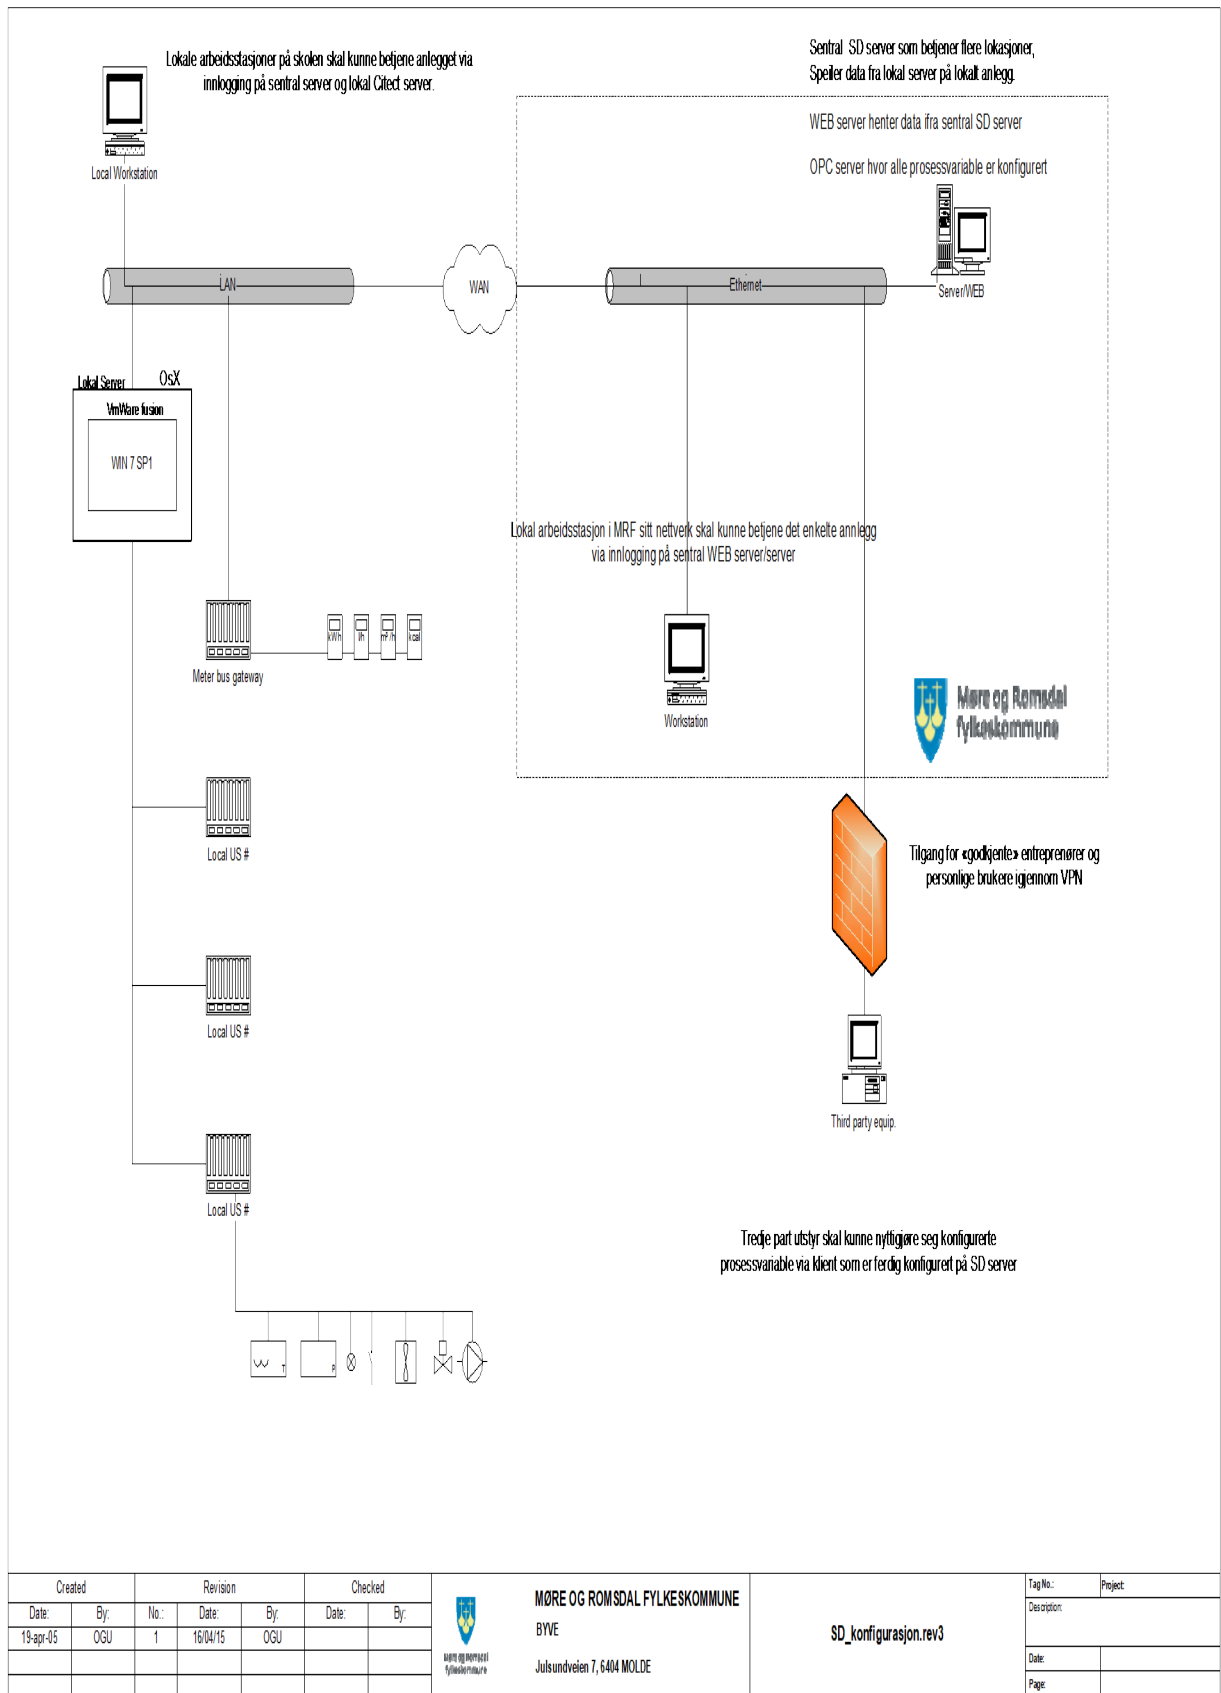 Lokale arbeidsstasjoner på skolen skal kunne betjene anlegget via
innlogging på sentral server og lokal Citect server.
Sentral SD server som betjener flere lokasjoner,
Speiler data fra lokal server på lokalt anlegg.
WEB server henter data ifra sentral SD server
OPC server hvor alle prosessvariable er konfigurert
Local Workstation
LAN
WAN
Ethernet
Server/WEB
Lokal Server
OsX
VmWare fusion
WIN 7 SP1
Lokal arbeidsstasjon i MRF sitt nettverk skal kunne betjene det enkelte annlegg
via innlogging på sentral WEB server/server
kWh
l/h
m³/h
kcal
Meter bus gateway
Workstation
Møre og Romsdal
fylkeskommune
Local US #
Tilgang for «godkjente» entreprenører og
personlige brukere igjennom VPN
Local US #
Third party equip.
Local US #
Tredje part utstyr skal kunne nyttigjøre seg konfigurerte
prosessvariable via klient som er ferdig konfigurert på SD server
T
P
Created
Revision
Checked
Date:
By:
No.:
Date:
By:
Date:
By:
19-apr-05
OGU
1
16/04/15
OGU
Møre og Romsdal
fylkeskommune
MØRE OG ROMSDAL FYLKESKOMMUNE
BYVE
Julsundveien 7, 6404 MOLDE
SD_konfigurasjon.rev3
Tag No.:
Project:
Description:
Date:
Page: